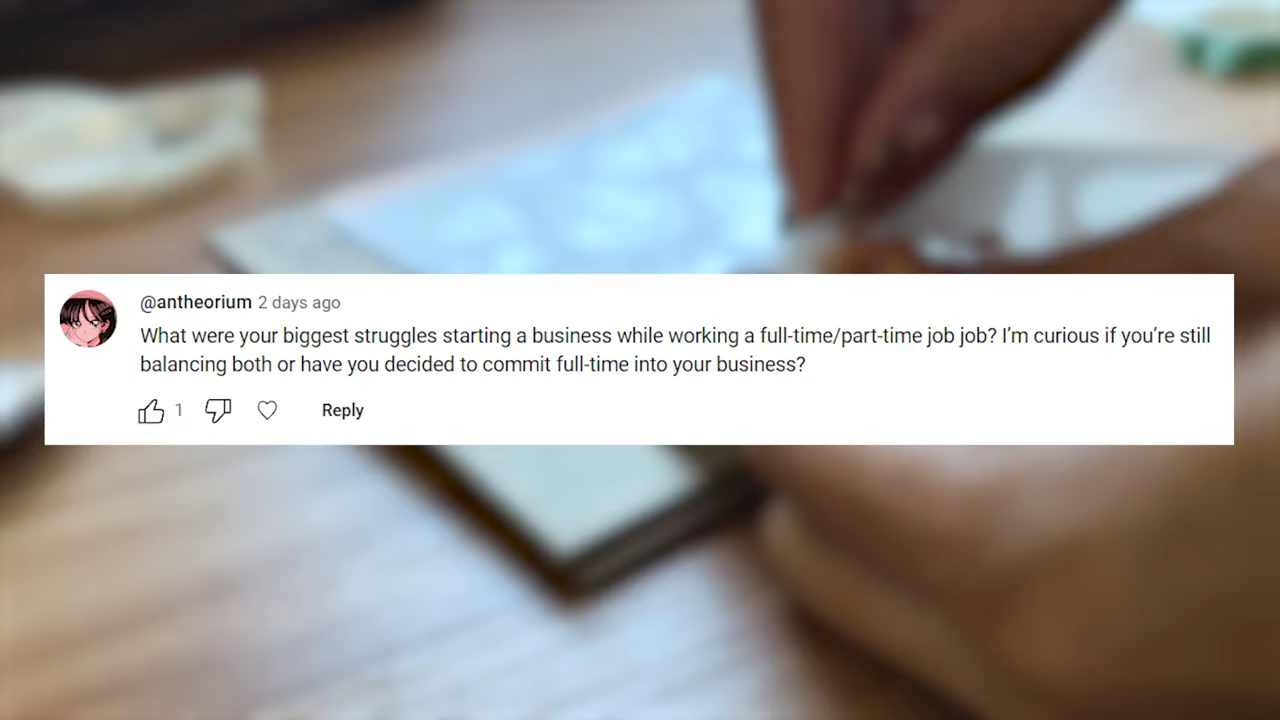 @antheorium 2 days ago
What were your biggest struggles starting a business while working a full-time/part-time job job? I’m curious if you’re still
balancing both or have you decided to commit full-time into your business?
1
Reply